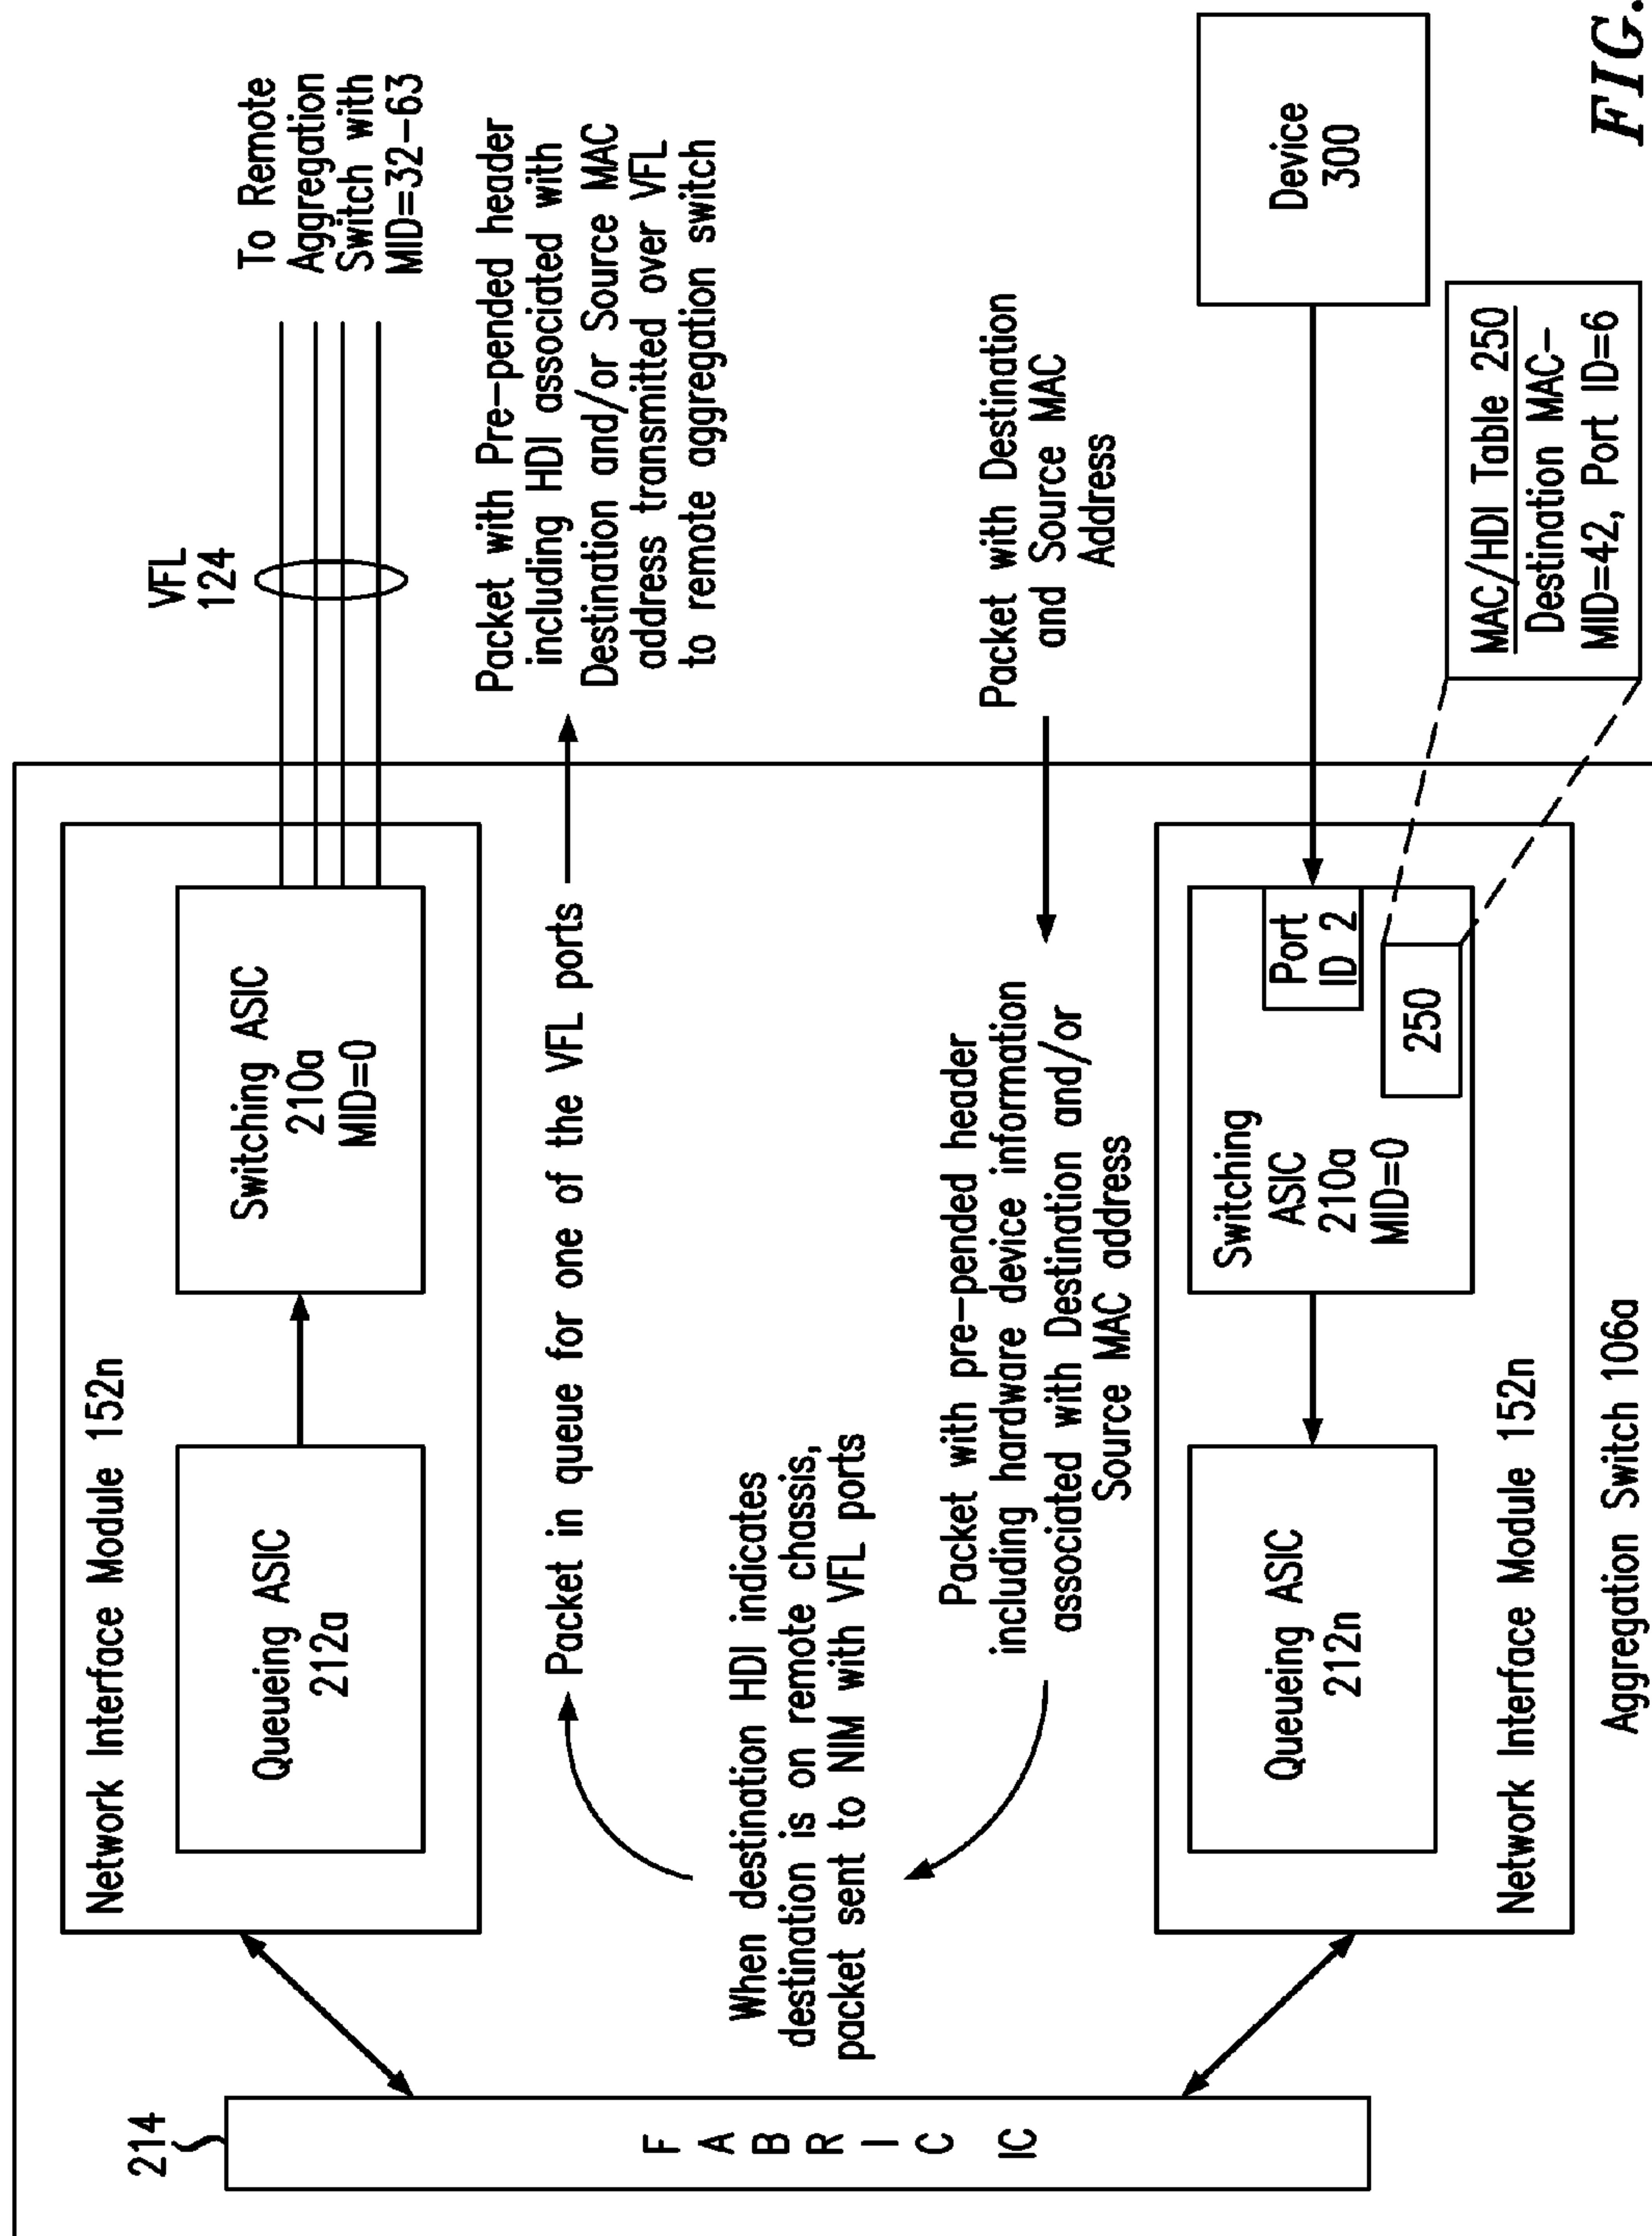 214
FABRIC IC
Network Interface Module 152n
Queueing ASIC
212a
Switching ASIC
210a
MID=0
VFL
124
To Remote
Aggregation
Switch with
MID=32-63
Packet in queue for one of the VFL ports
Packet with Pre-pended header
including HDI associated with
Destination and/or Source MAC
address transmitted over VFL
to remote aggregation switch
When destination HDI indicates
destination is on remote chassis,
packet sent to NIM with VFL ports
Packet with pre-pended header
including hardware device information
associated with Destination and/or
Source MAC address
Packet with Destination
and Source MAC
Address
Queueing ASIC
212n
Switching
ASIC
210a
MID=0
Port
ID 2
250
Network Interface Module 152n
Device
300
MAC/HDI Table 250
Destination MAC-
MID=42, Port ID=6
Aggregation Switch 106a
FIG.